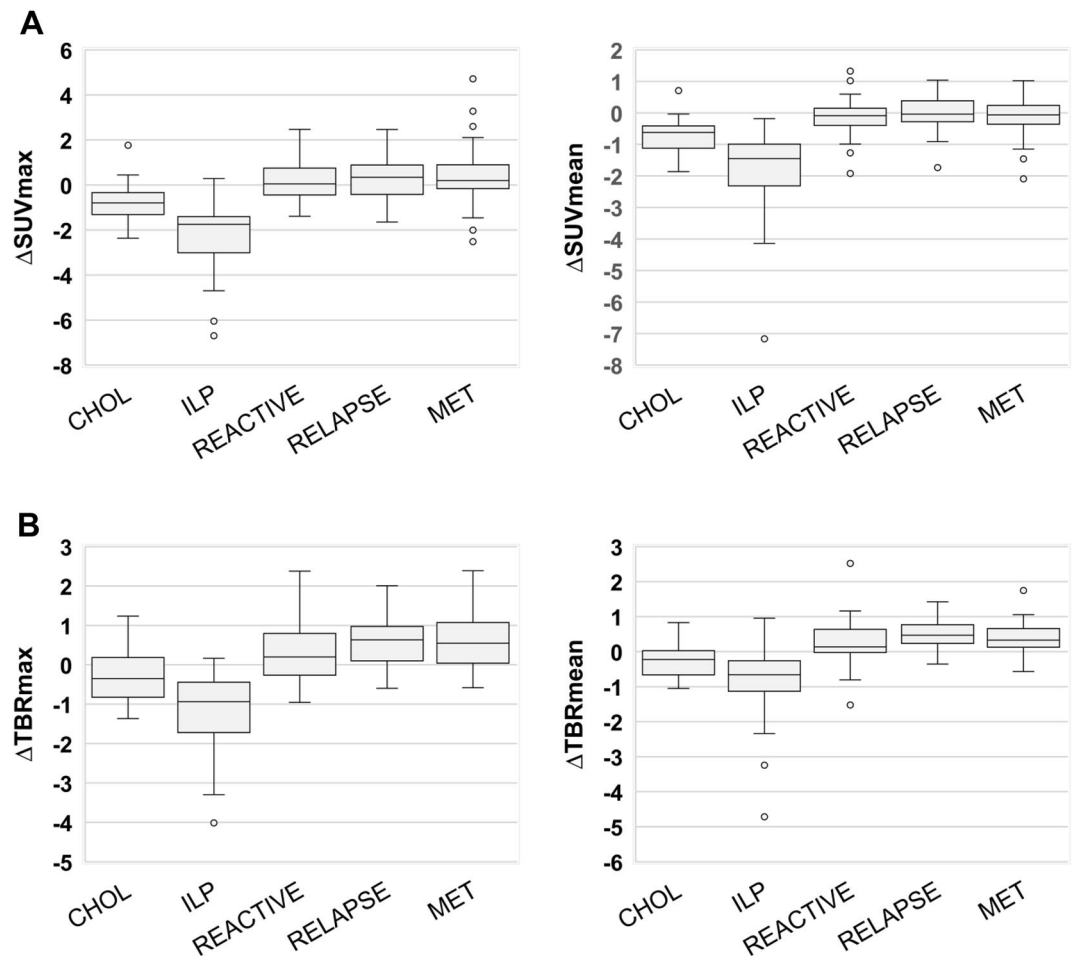 A
6
4
2
0
-2
-4
-6
-8
ΔSUVmax
CHOL
ILP
REACTIVE
RELAPSE
MET
2
1
0
-1
-2
-3
-4
-5
-6
-7
-8
ΔSUVmean
CHOL
ILP
REACTIVE
RELAPSE
MET
B
3
2
1
0
-1
-2
-3
-4
-5
ΔTBRmax
CHOL
ILP
REACTIVE
RELAPSE
MET
3
2
1
0
-1
-2
-3
-4
-5
-6
ΔTBRmean
CHOL
ILP
REACTIVE
RELAPSE
MET